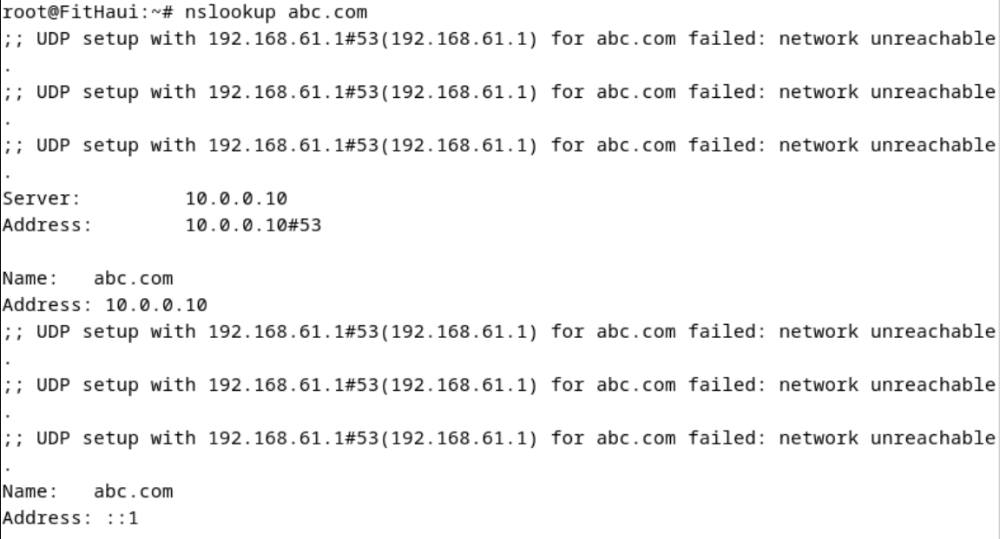 root@FitHaui:~# nslookup abc.com
;; UDP setup with 192.168.61.1#53(192.168.61.1) for abc.com failed: network unreachable
.
;; UDP setup with 192.168.61.1#53(192.168.61.1) for abc.com failed: network unreachable
.
;; UDP setup with 192.168.61.1#53(192.168.61.1) for abc.com failed: network unreachable
.
Server:         10.0.0.10
Address:        10.0.0.10#53

Name:   abc.com
Address: 10.0.0.10
;; UDP setup with 192.168.61.1#53(192.168.61.1) for abc.com failed: network unreachable
.
;; UDP setup with 192.168.61.1#53(192.168.61.1) for abc.com failed: network unreachable
.
;; UDP setup with 192.168.61.1#53(192.168.61.1) for abc.com failed: network unreachable
.
Name:   abc.com
Address: ::1